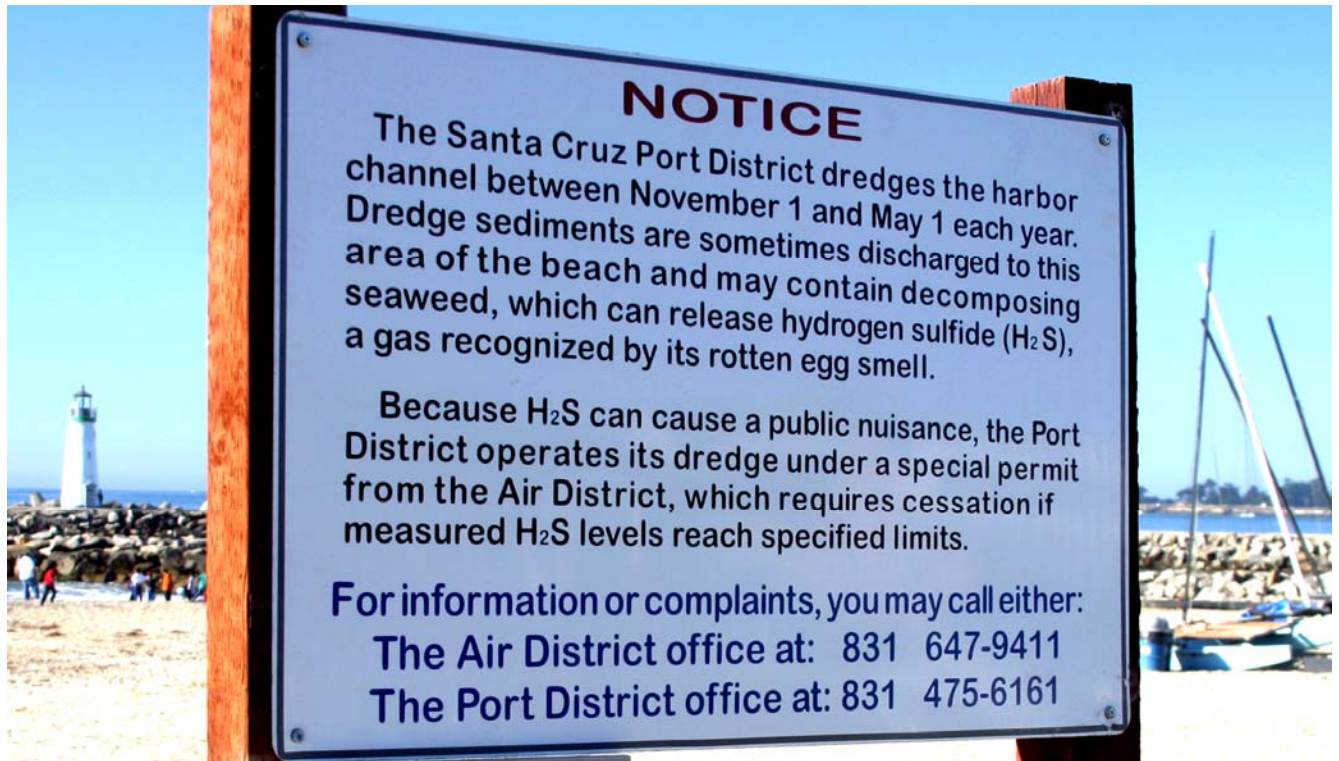 NOTICE
The Santa Cruz Port District dredges the harbor
channel between November 1 and May 1 each year.
Dredge sediments are sometimes discharged to this
area of the beach and may contain decomposing
seaweed, which can release hydrogen sulfide (H₂S),
a gas recognized by its rotten egg smell.
Because H₂S can cause a public nuisance, the Port
District operates its dredge under a special permit
from the Air District, which requires cessation if
measured H₂S levels reach specified limits.
For information or complaints, you may call either:
The Air District office at: 831 647-9411
The Port District office at: 831 475-6161